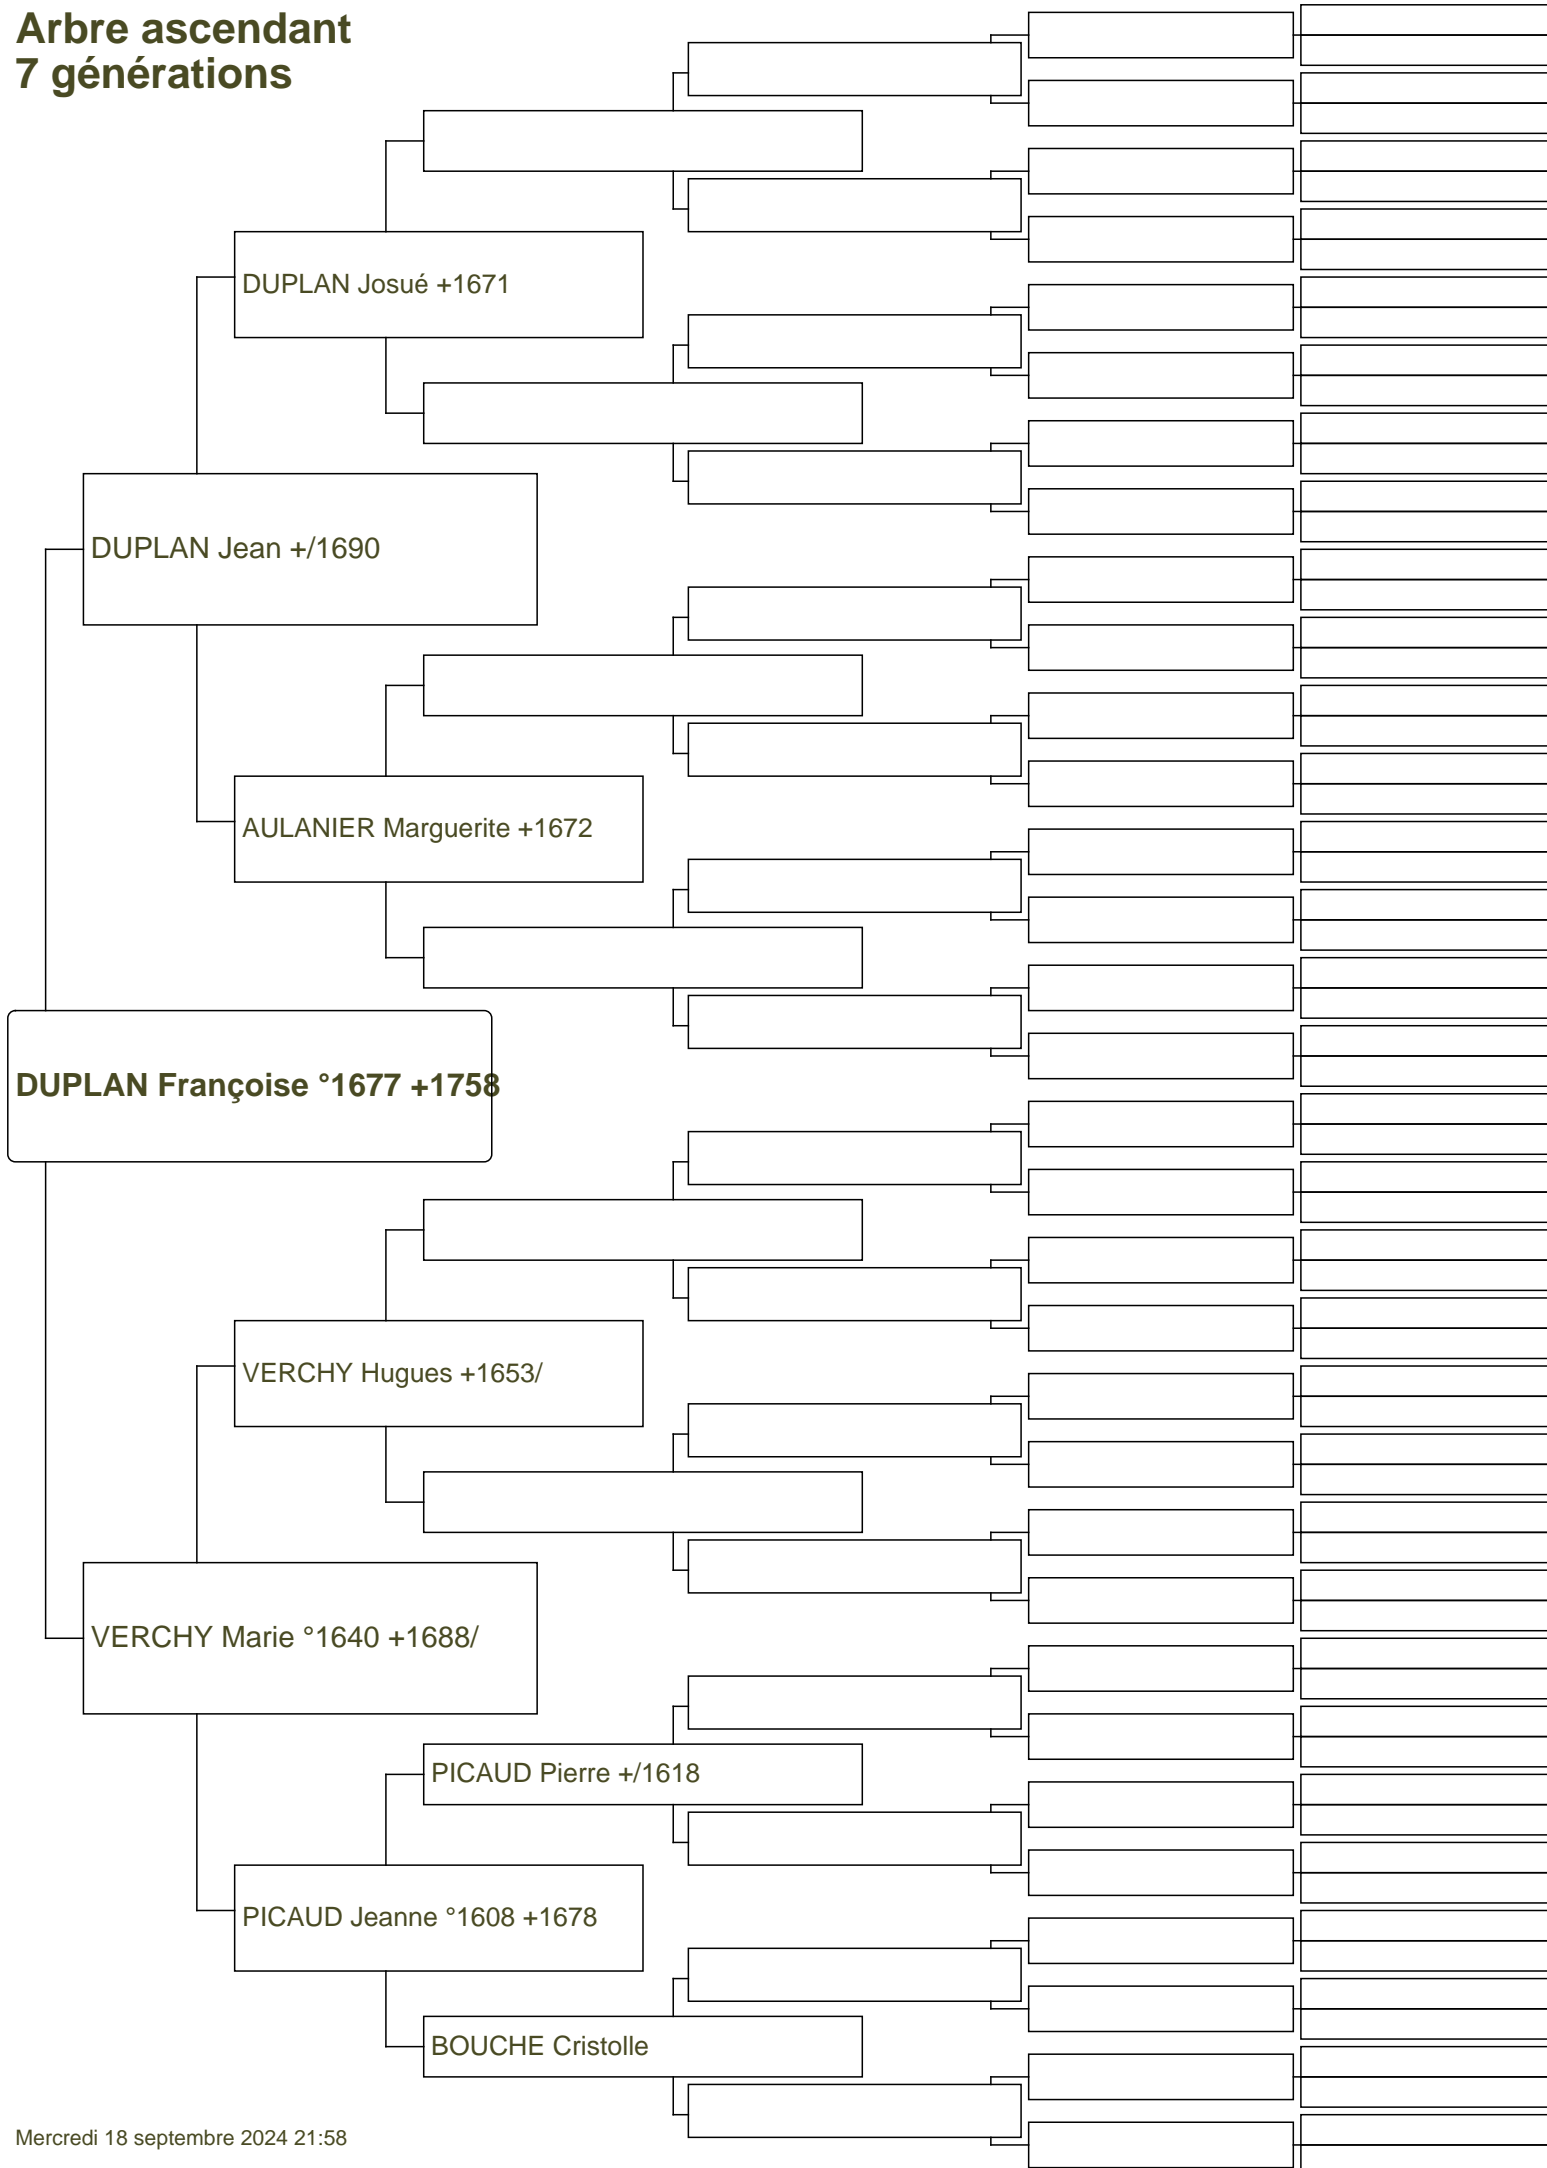 Arbre ascendant
7 générations
DUPLAN Josué +1671
DUPLAN Jean +/1690
AULANIER Marguerite +1672
DUPLAN Françoise °1677 +1758
VERCHY Hugues +1653/
VERCHY Marie °1640 +1688/
PICAUD Pierre +/1618
PICAUD Jeanne °1608 +1678
BOUCHE Cristolle
Mercredi 18 septembre 2024 21:58